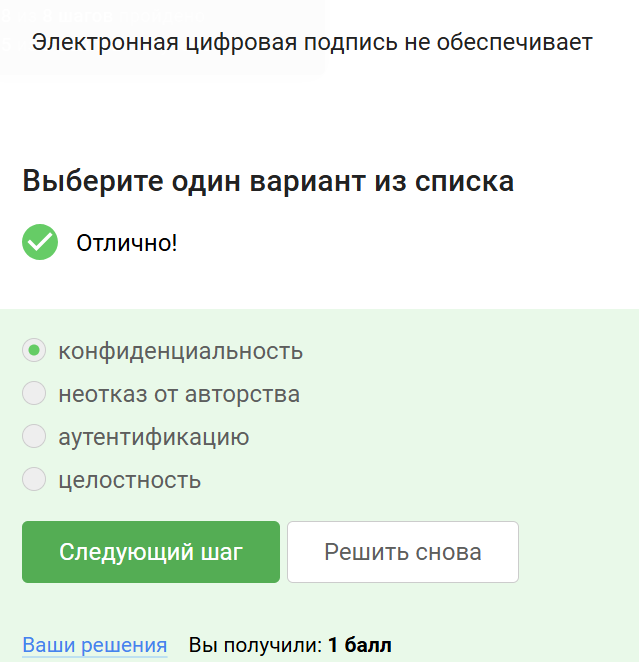 Электронная цифровая подпись не обеспечивает
Выберите один вариант из списка
Отлично!
конфиденциальность
неотказ от авторства
аутентификацию
целостность
Следующий шаг
Решить снова
Ваши решения Вы получили: 1 балл